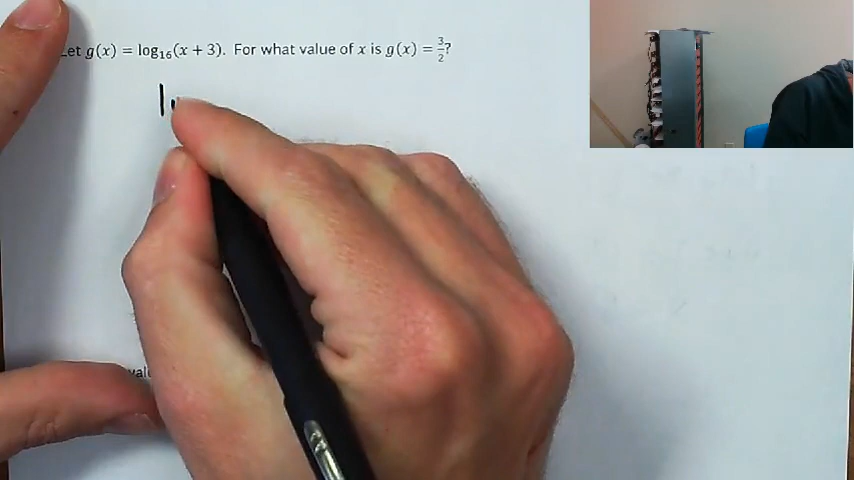 Let g(x) = log₁₆(x + 3). For what value of x is g(x) = 3/2?
l